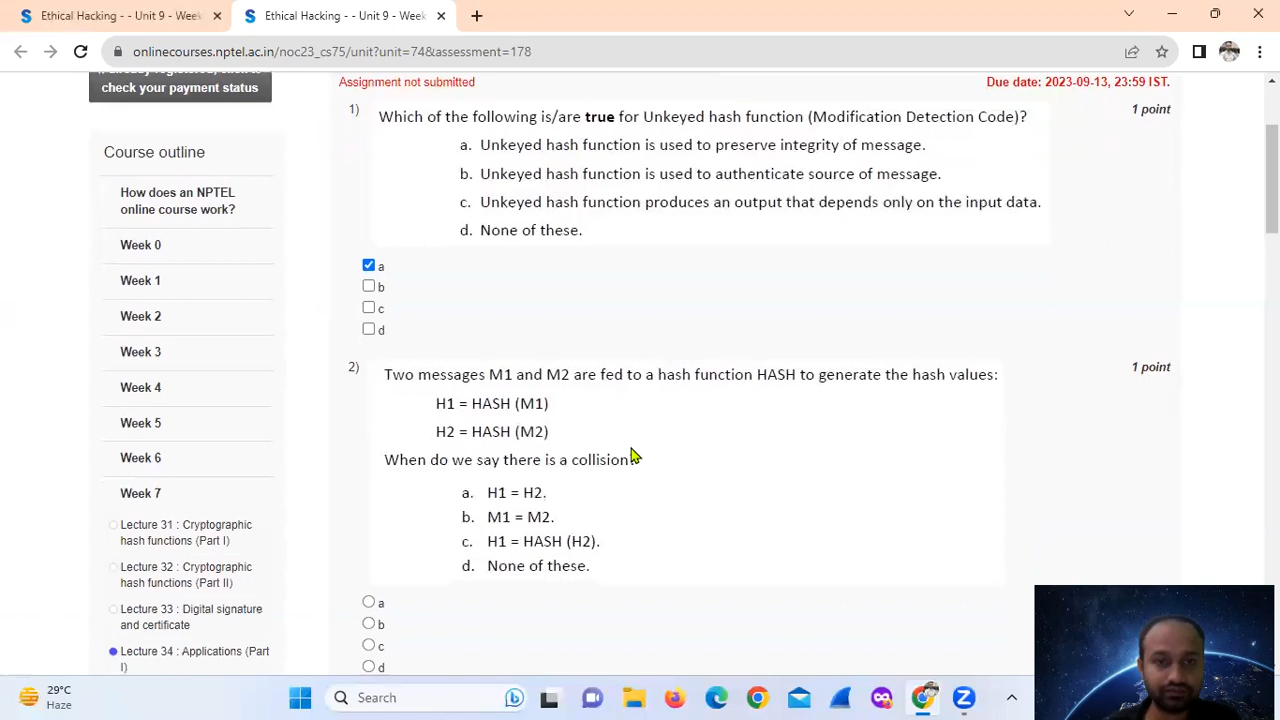 Ethical Hacking - - Unit 9 - Week
Ethical Hacking - - Unit 9 - Week
onlinecourses.nptel.ac.in/noc23_cs75/unit?unit=74&assessment=178
check your payment status
Assignment not submitted
Due date: 2023-09-13, 23:59 IST.
Course outline
How does an NPTEL
online course work?
Week 0
Week 1
Week 2
Week 3
Week 4
Week 5
Week 6
Week 7
Lecture 31 : Cryptographic
hash functions (Part I)
Lecture 32 : Cryptographic
hash functions (Part II)
Lecture 33 : Digital signature
and certificate
Lecture 34 : Applications (Part
I)
1)
1 point
Which of the following is/are true for Unkeyed hash function (Modification Detection Code)?
a. Unkeyed hash function is used to preserve integrity of message.
b. Unkeyed hash function is used to authenticate source of message.
c. Unkeyed hash function produces an output that depends only on the input data.
d. None of these.
a
b
c
d
2)
1 point
Two messages M1 and M2 are fed to a hash function HASH to generate the hash values:
H1 = HASH (M1)
H2 = HASH (M2)
When do we say there is a collision?
a. H1 = H2.
b. M1 = M2.
c. H1 = HASH (H2).
d. None of these.
a
b
c
d
29°C
Haze
Search